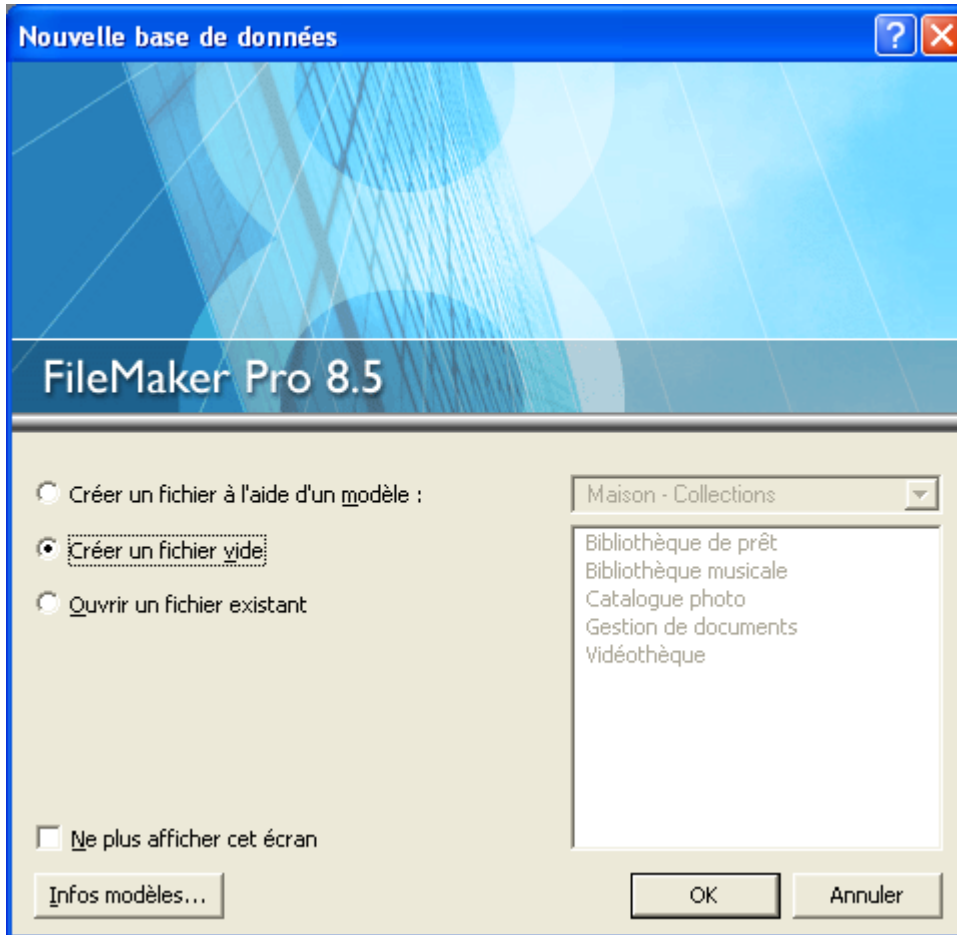 Nouvelle base de données
FileMaker Pro 8.5
Créer un fichier à l'aide d'un modèle :
Maison - Collections
Créer un fichier vide
Ouvrir un fichier existant
Bibliothèque de prêt
Bibliothèque musicale
Catalogue photo
Gestion de documents
Vidéothèque
Ne plus afficher cet écran
Infos modèles...
OK
Annuler